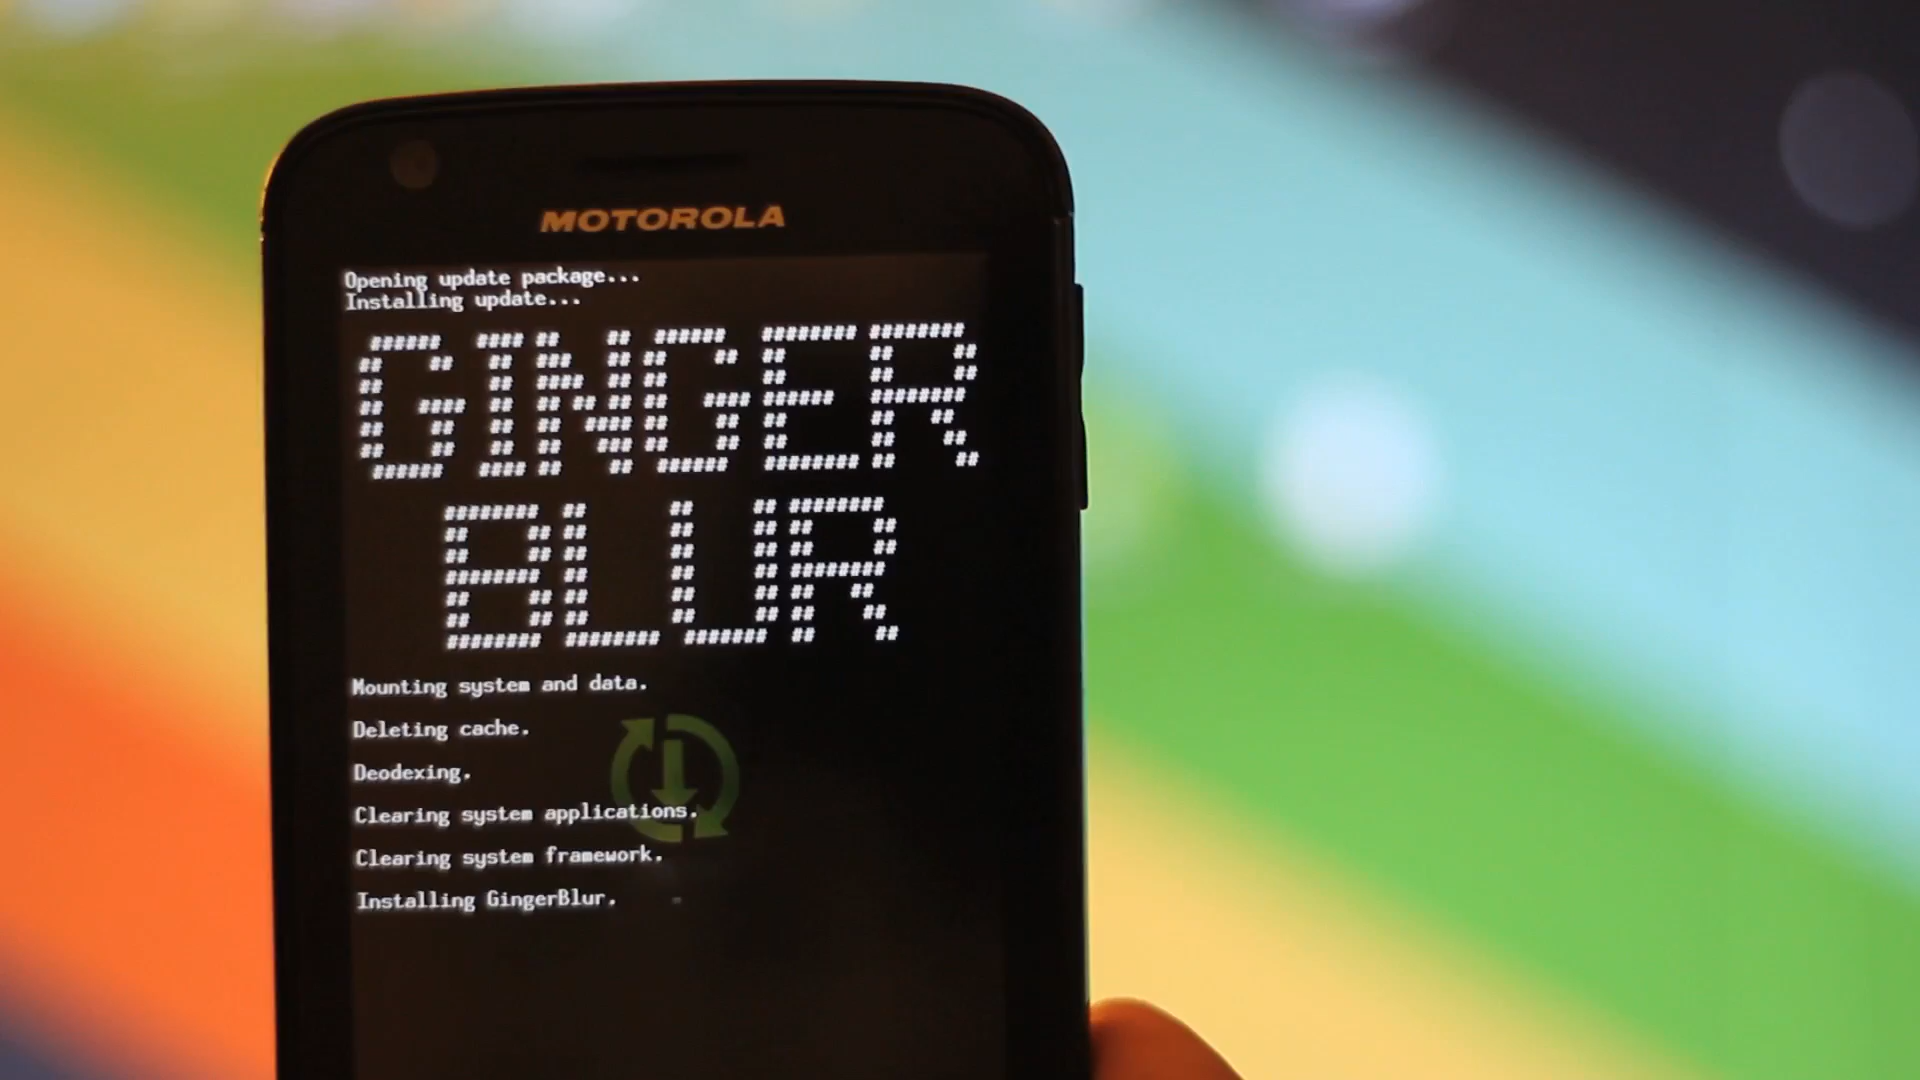 MOTOROLA
Opening update package...
Installing update...
GINGER
BLUR
Mounting system and data.
Deleting cache.
Deodexing.
Clearing system applications.
Clearing system framework.
Installing GingerBlur.